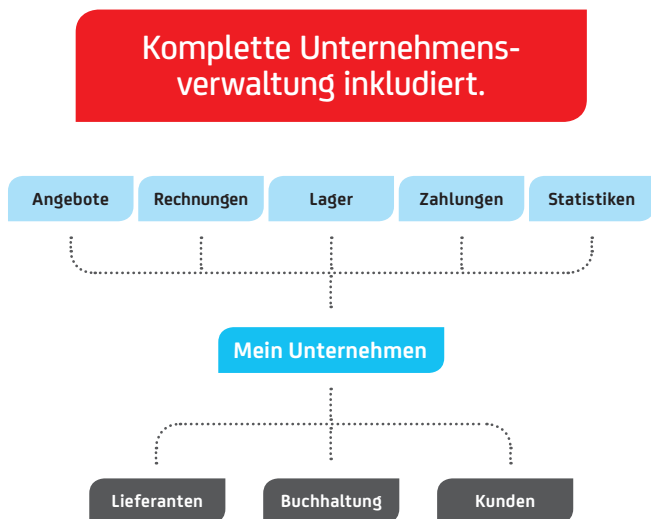 Komplette Unternehmens-
verwaltung inkludiert.
Angebote Rechnungen Lager Zahlungen Statistiken
Mein Unternehmen
Lieferanten Buchhaltung Kunden